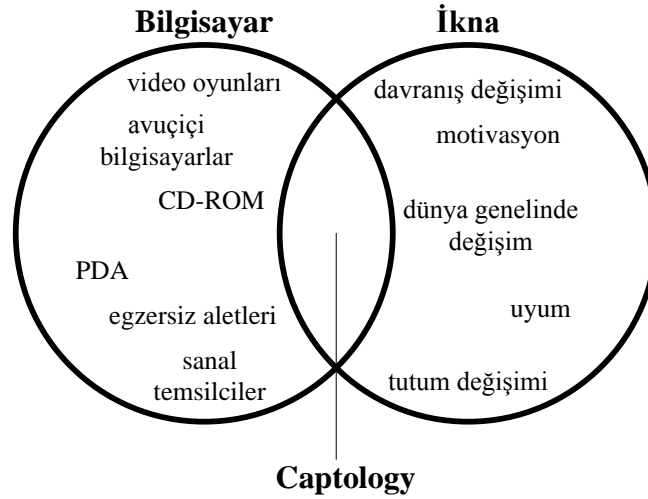 Bilgisayar
İkna
video oyunları
avuçiçi
bilgisayarlar
CD-ROM
PDA
egzersiz aletleri
sanal
temsilciler
davranış değişimi
motivasyon
dünya genelinde
değişim
uyum
tutum değişimi
Captology